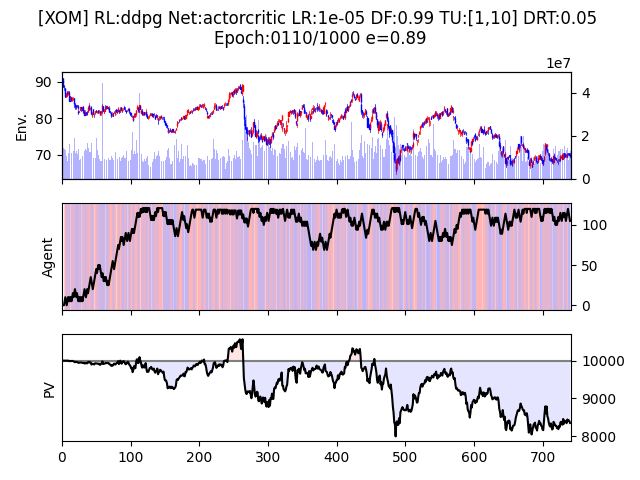 [XOM] RL:ddpg Net:actorcritic LR:1e-05 DF:0.99 TU:[1,10] DRT:0.05
Epoch:0110/1000 e=0.89
1e7
Env.
90
80
70
4
2
0
Agent
100
50
0
PV
10000
9000
8000
0 100 200 300 400 500 600 700